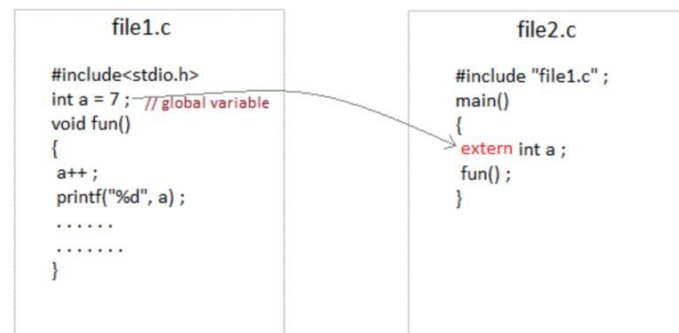 file1.c
#include<stdio.h>
int a = 7 ; // global variable
void fun()
{
a++ ;
printf("%d", a) ;
. . . . . .
. . . . . . .
}
file2.c
#include "file1.c" ;
main()
{
extern int a ;
fun() ;
}